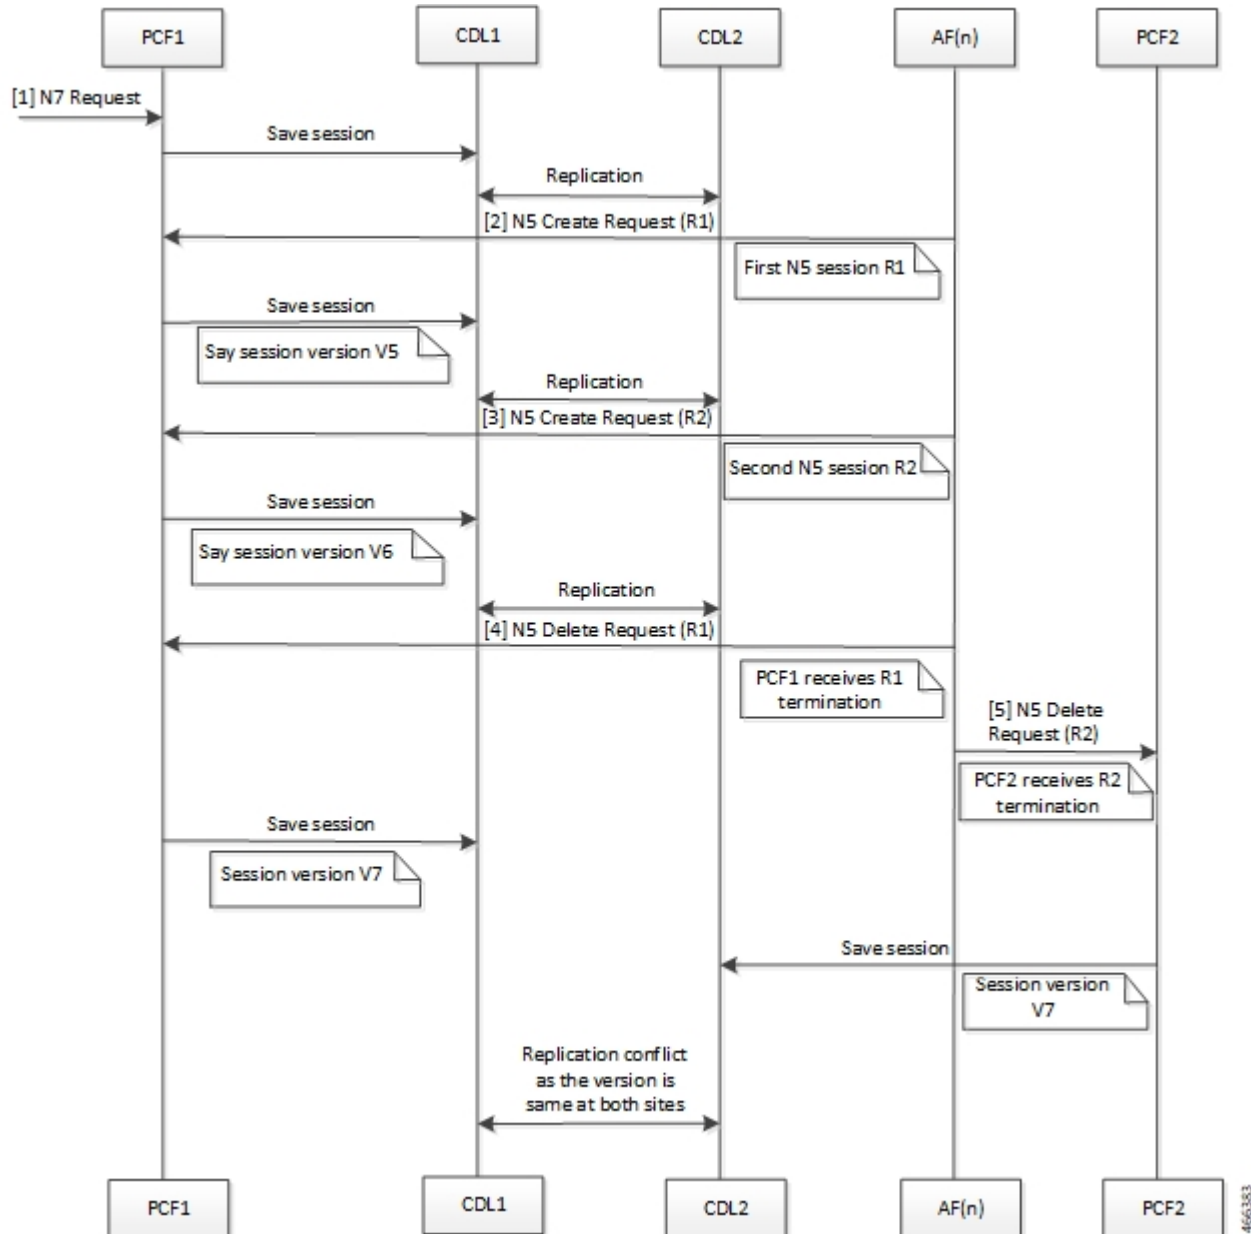 PCF1
CDL1
CDL2
AF(n)
PCF2
[1] N7 Request
Save session
Replication
[2] N5 Create Request (R1)
First N5 session R1
Save session
Say session version V5
Replication
[3] N5 Create Request (R2)
Second N5 session R2
Save session
Say session version V6
Replication
[4] N5 Delete Request (R1)
PCF1 receives R1
termination
[5] N5 Delete
Request (R2)
PCF2 receives R2
termination
Save session
Session version V7
Save session
Session version
V7
Replication conflict
as the version is
same at both sites
PCF1
CDL1
CDL2
AF(n)
PCF2
466383